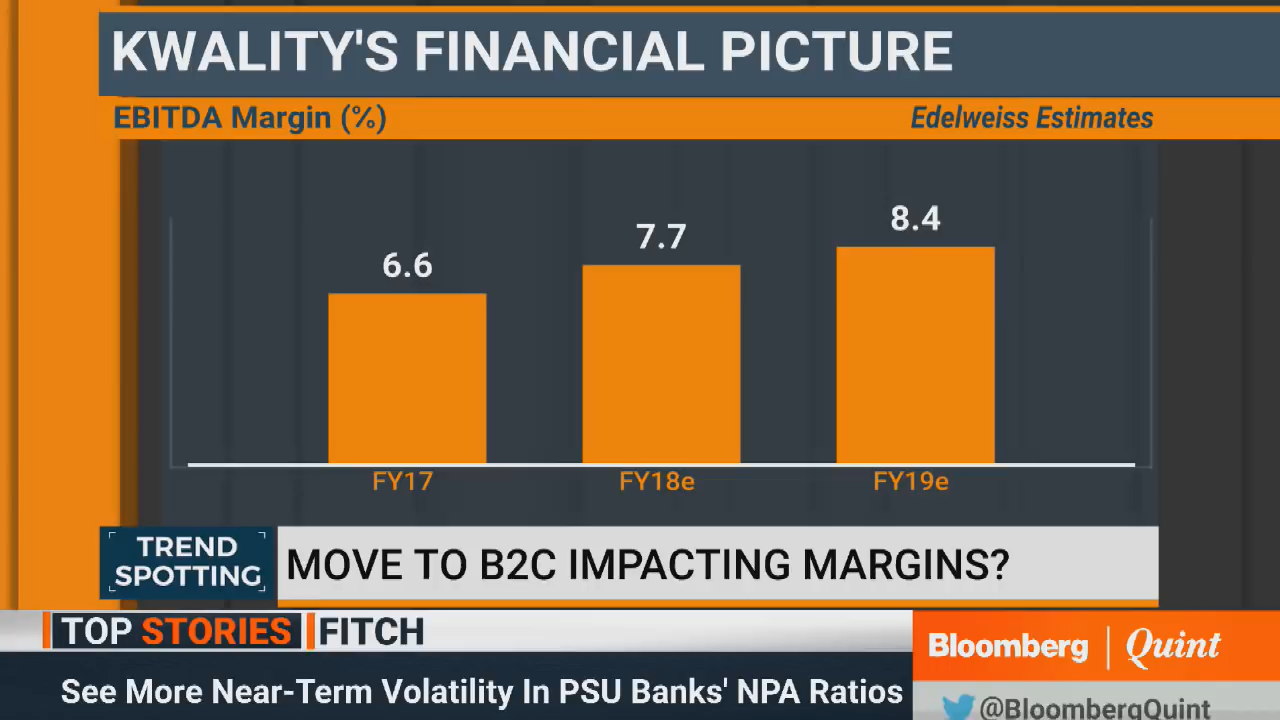 KWALITY'S FINANCIAL PICTURE
EBITDA Margin (%)
Edelweiss Estimates
6.6
7.7
8.4
FY17
FY18e
FY19e
TREND
SPOTTING
MOVE TO B2C IMPACTING MARGINS?
TOP STORIES FITCH
See More Near-Term Volatility In PSU Banks' NPA Ratios
Bloomberg | Quint
@BloombergQuint